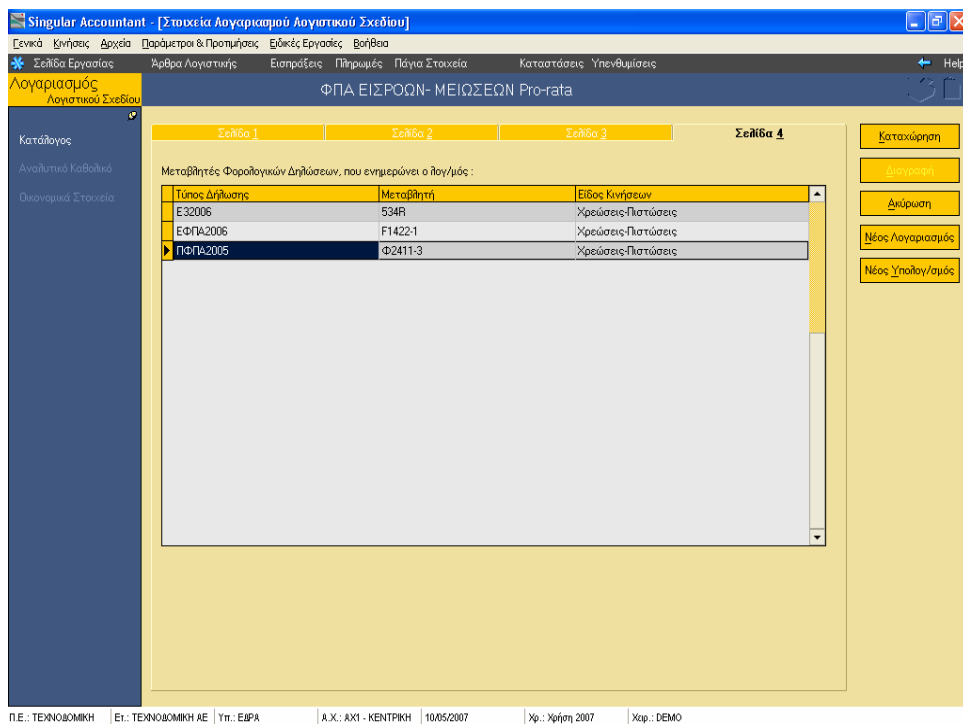 Singular Accountant - [Στοιχεία Λογαριασμού Λογιστικού Σχεδίου]
Γενικά Κινήσεις Αρχεία Παράμετροι & Προτιμήσεις Ειδικές Εργασίες Βοήθεια
Σελίδα Εργασίας Άρθρα Λογιστικής Εισπράξεις Πληρωμές Πάγια Στοιχεία Καταστάσεις Υπενθυμίσεις Help
Λογαριασμός
Λογιστικού Σχεδίου
ΦΠΑ ΕΙΣΡΟΩΝ- ΜΕΙΩΣΕΩΝ Pro-rata
Κατάλογος
Αναλυτικό Καθολικό
Οικονομικά Στοιχεία
Σελίδα 1 Σελίδα 2 Σελίδα 3 Σελίδα 4
Μεταβλητές Φορολογικών Δηλώσεων, που ενημερώνει ο λογ/μός :
Τύπος Δήλωσης Μεταβλητή Είδος Κινήσεων
Ε32006 534R Χρεώσεις-Πιστώσεις
ΕΦΠΑ2006 F1422-1 Χρεώσεις-Πιστώσεις
ΠΦΠΑ2005 Φ2411-3 Χρεώσεις-Πιστώσεις
Καταχώρηση
Διαγραφή
Ακύρωση
Νέος Λογαριασμός
Νέος Υπολογ/σμός
Π.Ε.: ΤΕΧΝΟΔΟΜΙΚΗ Ετ.: ΤΕΧΝΟΔΟΜΙΚΗ ΑΕ Υπ.: ΕΔΡΑ Α.Χ.: ΑΧ1 - ΚΕΝΤΡΙΚΗ 10/05/2007 Χρ.: Χρήση 2007 Χειρ.: DEMO